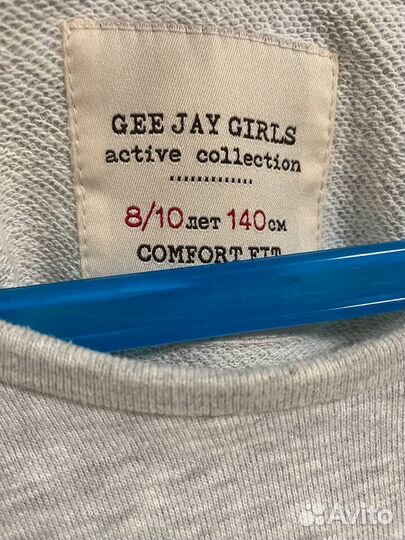 GEE JAY GIRLS
active collection
8/10 лет 140 см
COMFORT FIT
Avito